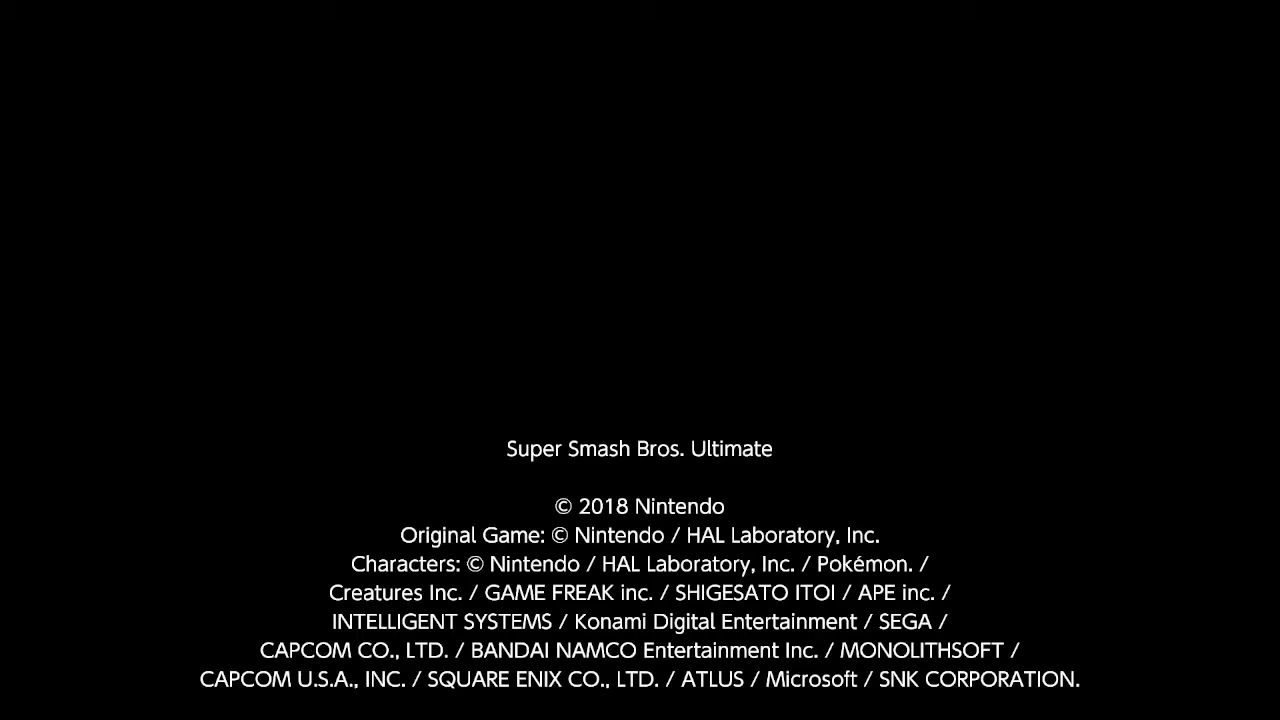 Super Smash Bros. Ultimate
© 2018 Nintendo
Original Game: © Nintendo / HAL Laboratory, Inc.
Characters: © Nintendo / HAL Laboratory, Inc. / Pokémon. /
Creatures Inc. / GAME FREAK inc. / SHIGESATO ITOI / APE inc. /
INTELLIGENT SYSTEMS / Konami Digital Entertainment / SEGA /
CAPCOM CO., LTD. / BANDAI NAMCO Entertainment Inc. / MONOLITHSOFT /
CAPCOM U.S.A., INC. / SQUARE ENIX CO., LTD. / ATLUS / Microsoft / SNK CORPORATION.